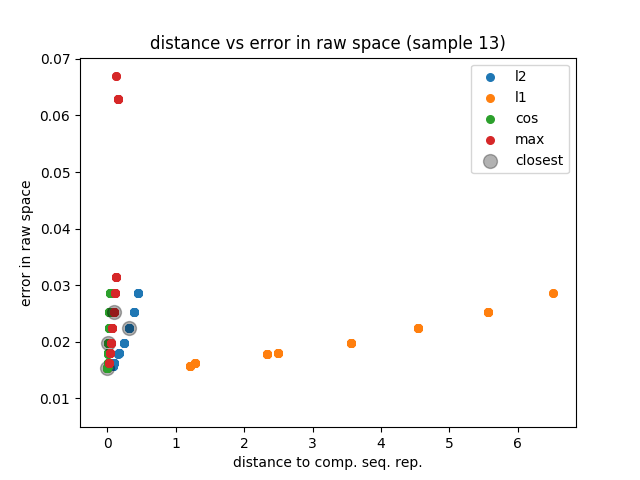 distance vs error in raw space (sample 13)
error in raw space
0.07
0.06
0.05
0.04
0.03
0.02
0.01
l2
l1
cos
max
closest
0 1 2 3 4 5 6
distance to comp. seq. rep.